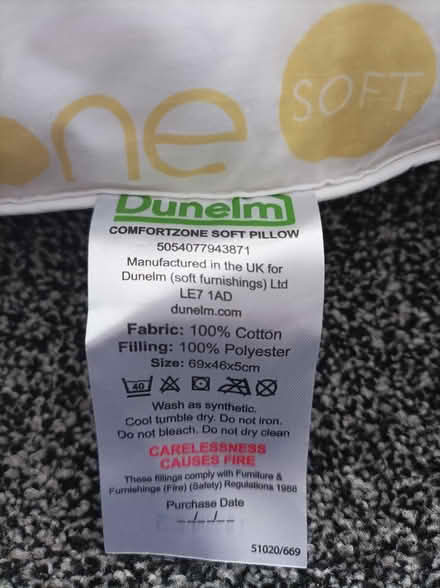 one
SOFT
Dunelm
COMFORTZONE SOFT PILLOW
5054077943871
Manufactured in the UK for
Dunelm (soft furnishings) Ltd
LE7 1AD
dunelm.com
Fabric: 100% Cotton
Filling: 100% Polyester
Size: 69x46x5cm
40
Wash as synthetic.
Cool tumble dry. Do not iron.
Do not bleach. Do not dry clean
CARELESSNESS
CAUSES FIRE
These fillings comply with Furniture &
Furnishings (Fire) (Safety) Regulations 1988
Purchase Date
--/--/--
51020/669